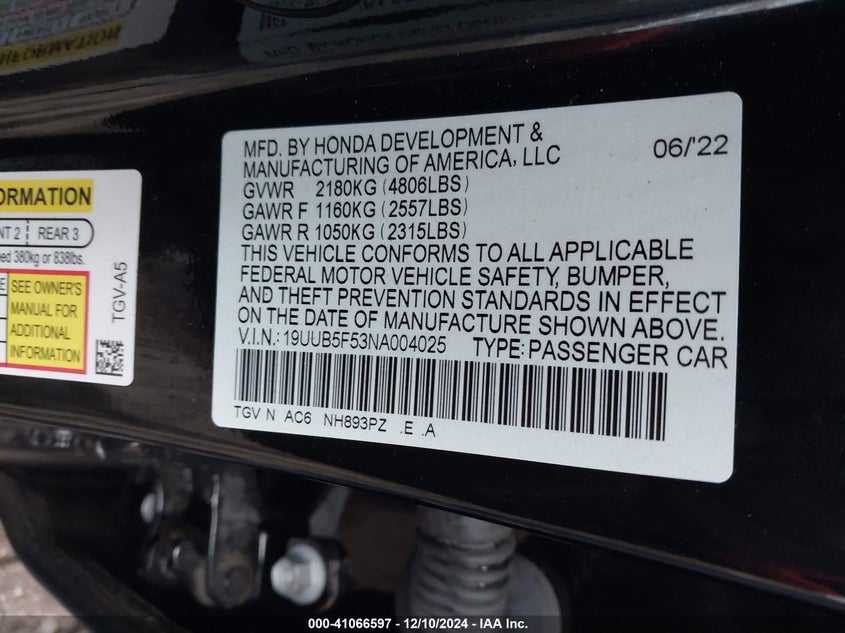 MFD. BY HONDA DEVELOPMENT &
MANUFACTURING OF AMERICA, LLC
06/'22
GVWR 2180KG (4806LBS)
GAWR F 1160KG (2557LBS)
GAWR R 1050KG (2315LBS)
THIS VEHICLE CONFORMS TO ALL APPLICABLE
FEDERAL MOTOR VEHICLE SAFETY, BUMPER,
AND THEFT PREVENTION STANDARDS IN EFFECT
ON THE DATE OF MANUFACTURE SHOWN ABOVE.
V.I.N.: 19UUB5F53NA004025 TYPE: PASSENGER CAR
TGV N AC6 NH893PZ .E .A
REAR 3
380kg or 838lbs.
SEE OWNER'S
MANUAL FOR
ADDITIONAL
INFORMATION
TGV-A5
000-41066597 - 12/10/2024 - IAA Inc.